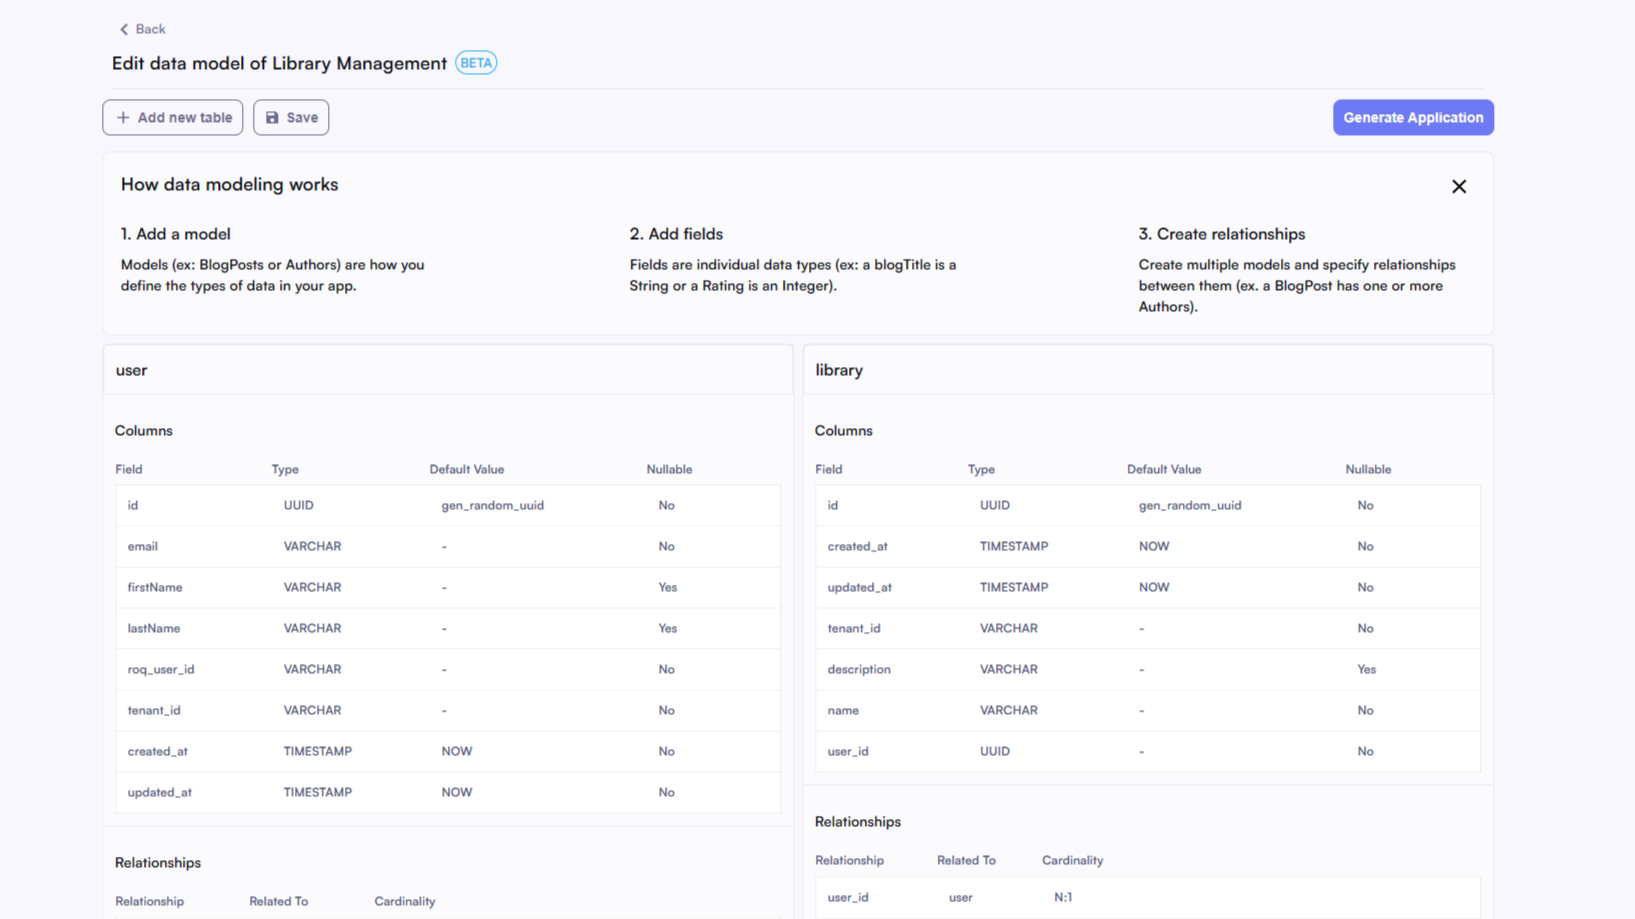 Back
Edit data model of Library Management BETA
Add new table Save Generate Application
How data modeling works
1. Add a model
Models (ex: BlogPosts or Authors) are how you
define the types of data in your app.
2. Add fields
Fields are individual data types (ex: a blogTitle is a
String or a Rating is an Integer).
3. Create relationships
Create multiple models and specify relationships
between them (ex. a BlogPost has one or more
Authors).
user
Columns
Field Type Default Value Nullable
id UUID gen_random_uuid No
email VARCHAR - No
firstName VARCHAR - Yes
lastName VARCHAR - Yes
roq_user_id VARCHAR - No
tenant_id VARCHAR - No
created_at TIMESTAMP NOW No
updated_at TIMESTAMP NOW No
Relationships
Relationship Related To Cardinality
library
Columns
Field Type Default Value Nullable
id UUID gen_random_uuid No
created_at TIMESTAMP NOW No
updated_at TIMESTAMP NOW No
tenant_id VARCHAR - No
description VARCHAR - Yes
name VARCHAR - No
user_id UUID - No
Relationships
Relationship Related To Cardinality
user_id user N:1